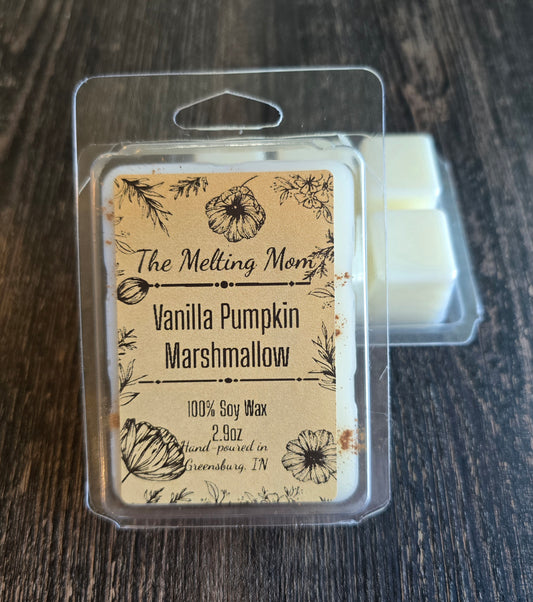 The Melting Mom
Vanilla Pumpkin
Marshmallow
100% Soy Wax
2.9oz
Hand-poured in
Greensburg, IN